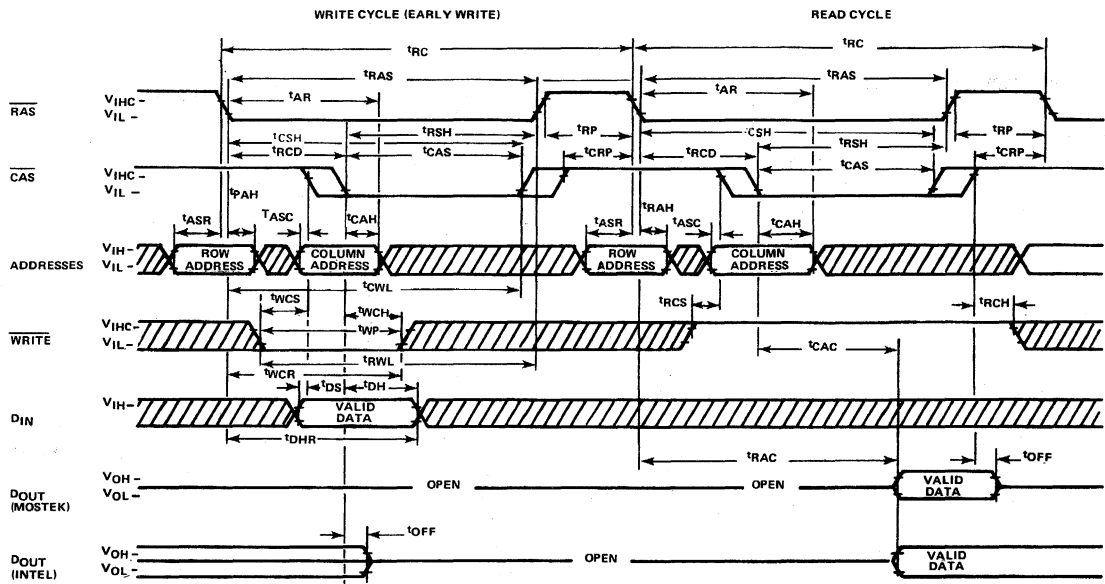 WRITE CYCLE (EARLY WRITE) READ CYCLE
tRC tRC
tRAS tRAS
tAR tAR
RAS VIHC VIL
tCSH tRSH tRP CSH tRSH tRP
tRCD tCAS tCRP tRCD tCAS tCRP
CAS VIHC VIL
tPAH tRAH
tASR TASC tCAH tASR tASC tCAH
ADDRESSES VIH VIL ROW ADDRESS COLUMN ADDRESS ROW ADDRESS COLUMN ADDRESS
tCWL
tWCS tWCH tRCS tRCH
WRITE VIHC VIL tWP
tRWL tCAC
tWCR
tDS tDH
DIN VIH VALID DATA
tDHR
tRAC tOFF
DOUT (MOSTEK) VOH VOL OPEN OPEN VALID DATA
tOFF
DOUT (INTEL) VOH VOL OPEN VALID DATA